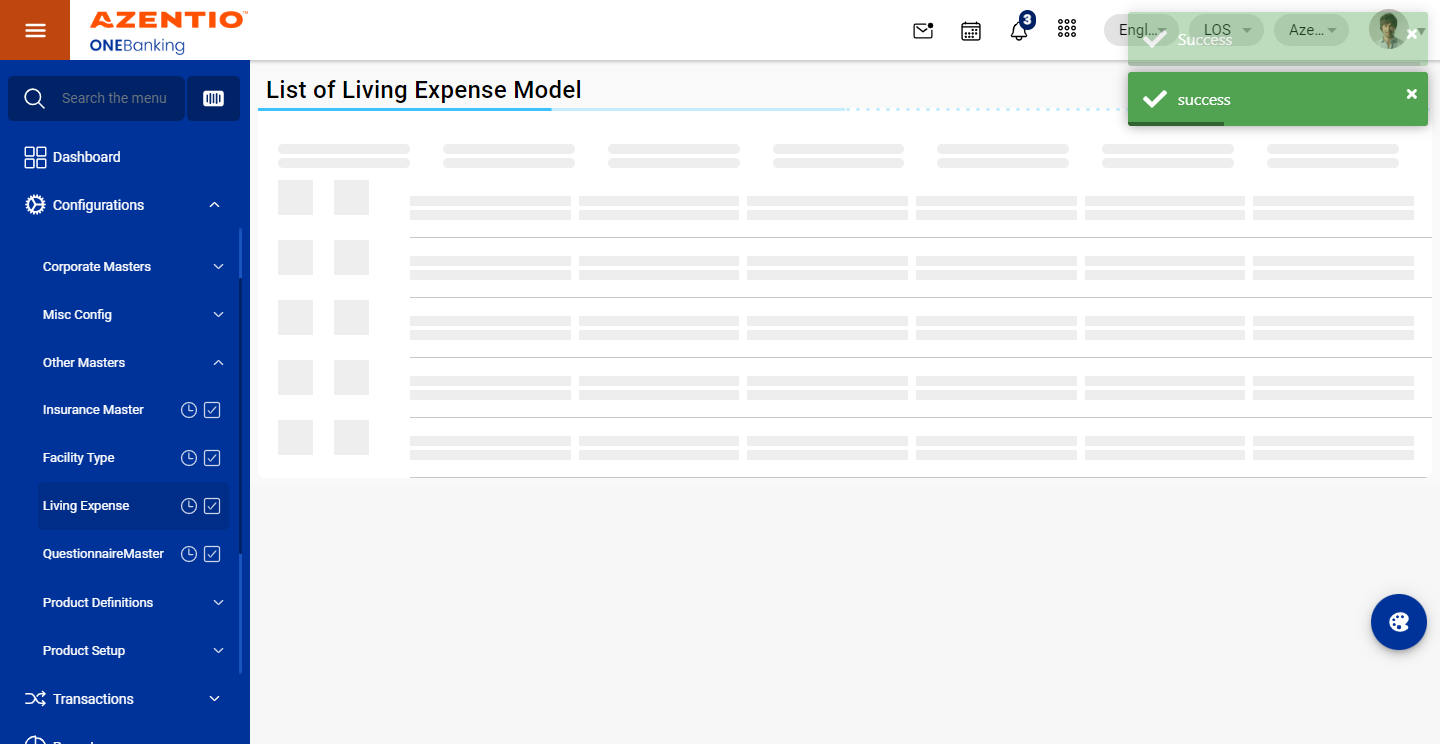 AZENTIO™
ONEBanking
3
Engl...
LOS
Aze...
Success
success
Search the menu
List of Living Expense Model
Dashboard
Configurations
Corporate Masters
Misc Config
Other Masters
Insurance Master
Facility Type
Living Expense
QuestionnaireMaster
Product Definitions
Product Setup
Transactions